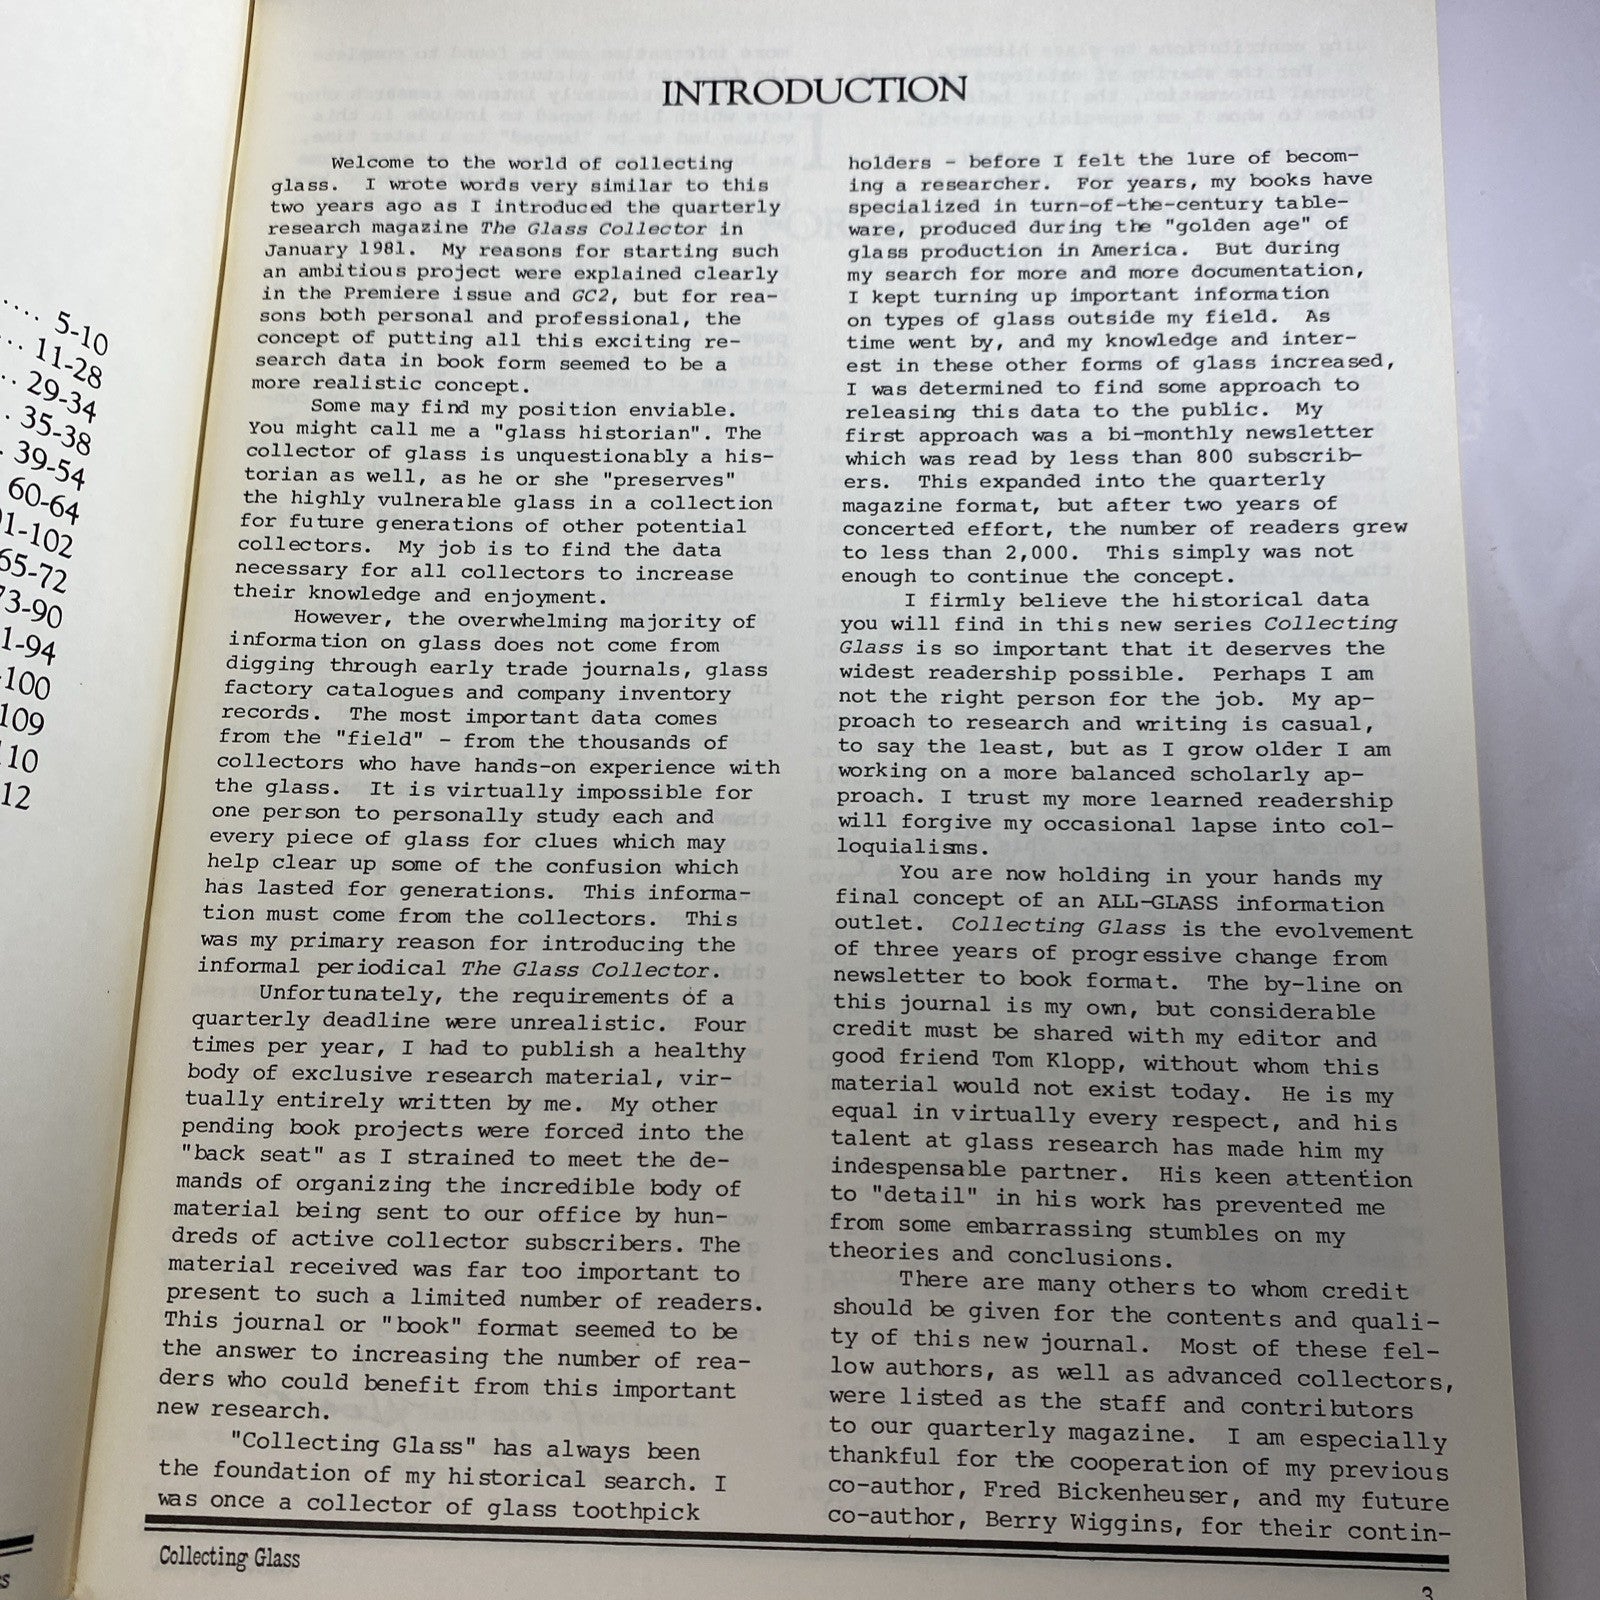 5-10
11-28
29-34
35-38
39-54
60-64
1-102
65-72
73-90
1-94
-100
109
10
12
s
INTRODUCTION
Welcome to the world of collecting
glass. I wrote words very similar to this
two years ago as I introduced the quarterly
research magazine The Glass Collector in
January 1981. My reasons for starting such
an ambitious project were explained clearly
in the Premiere issue and GC2, but for rea-
sons both personal and professional, the
concept of putting all this exciting re-
search data in book form seemed to be a
more realistic concept.
Some may find my position enviable.
You might call me a "glass historian". The
collector of glass is unquestionably a his-
torian as well, as he or she "preserves"
the highly vulnerable glass in a collection
for future generations of other potential
collectors. My job is to find the data
necessary for all collectors to increase
their knowledge and enjoyment.
However, the overwhelming majority of
information on glass does not come from
digging through early trade journals, glass
factory catalogues and company inventory
records. The most important data comes
from the "field" - from the thousands of
collectors who have hands-on experience with
the glass. It is virtually impossible for
one person to personally study each and
every piece of glass for clues which may
help clear up some of the confusion which
has lasted for generations. This informa-
tion must come from the collectors. This
was my primary reason for introducing the
informal periodical The Glass Collector.
Unfortunately, the requirements of a
quarterly deadline were unrealistic. Four
times per year, I had to publish a healthy
body of exclusive research material, vir-
tually entirely written by me. My other
pending book projects were forced into the
"back seat" as I strained to meet the de-
mands of organizing the incredible body of
material being sent to our office by hun-
dreds of active collector subscribers. The
material received was far too important to
present to such a limited number of readers.
This journal or "book" format seemed to be
the answer to increasing the number of rea-
ders who could benefit from this important
new research.
"Collecting Glass" has always been
the foundation of my historical search. I
was once a collector of glass toothpick
holders - before I felt the lure of becom-
ing a researcher. For years, my books have
specialized in turn-of-the-century table-
ware, produced during the "golden age" of
glass production in America. But during
my search for more and more documentation,
I kept turning up important information
on types of glass outside my field. As
time went by, and my knowledge and inter-
est in these other forms of glass increased,
I was determined to find some approach to
releasing this data to the public. My
first approach was a bi-monthly newsletter
which was read by less than 800 subscrib-
ers. This expanded into the quarterly
magazine format, but after two years of
concerted effort, the number of readers grew
to less than 2,000. This simply was not
enough to continue the concept.
I firmly believe the historical data
you will find in this new series Collecting
Glass is so important that it deserves the
widest readership possible. Perhaps I am
not the right person for the job. My ap-
proach to research and writing is casual,
to say the least, but as I grow older I am
working on a more balanced scholarly ap-
proach. I trust my more learned readership
will forgive my occasional lapse into col-
loquialisms.
You are now holding in your hands my
final concept of an ALL-GLASS information
outlet. Collecting Glass is the evolvement
of three years of progressive change from
newsletter to book format. The by-line on
this journal is my own, but considerable
credit must be shared with my editor and
good friend Tom Klopp, without whom this
material would not exist today. He is my
equal in virtually every respect, and his
talent at glass research has made him my
indespensable partner. His keen attention
to "detail" in his work has prevented me
from some embarrassing stumbles on my
theories and conclusions.
There are many others to whom credit
should be given for the contents and quali-
ty of this new journal. Most of these fel-
low authors, as well as advanced collectors,
were listed as the staff and contributors
to our quarterly magazine. I am especially
thankful for the cooperation of my previous
co-author, Fred Bickenheuser, and my future
co-author, Berry Wiggins, for their contin-
Collecting Glass
3